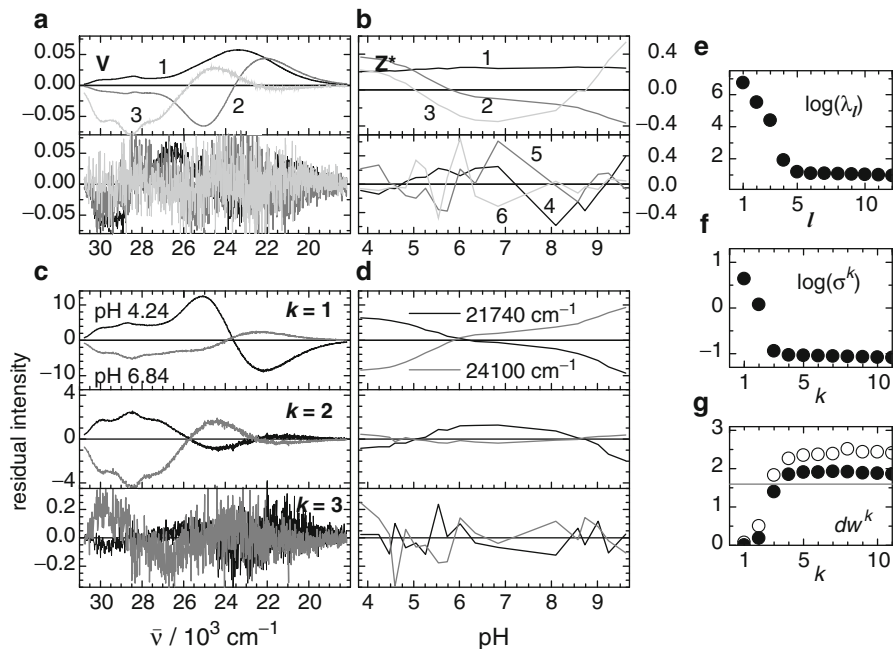 a
b
e
V
1
2
3
0.05
0.00
−0.05
0.05
0.00
−0.05
30 28 26 24 22 20 18
Z*
1
2
3
0.4
0.0
−0.4
0.4
0.0
−0.4
5
4
6
4 5 6 7 8 9
log(λl)
6
4
2
1 5 10
l
f
log(σ^k)
1
0
−1
1 5 10
k
c
d
residual intensity
pH 4.24
k = 1
pH 6.84
10
0
−10
k = 2
4
0
−4
k = 3
0.2
0.0
−0.2
30 28 26 24 22 20 18
ν̄ / 10³ cm⁻¹
21740 cm⁻¹
24100 cm⁻¹
4 5 6 7 8 9
pH
g
3
2
1
0
dw^k
1 5 10
k